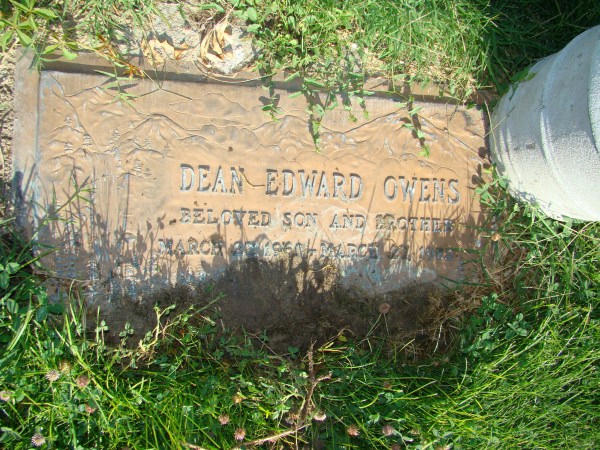 DEAN EDWARD OWENS
BELOVED SON AND BROTHER
MARCH - MARCH